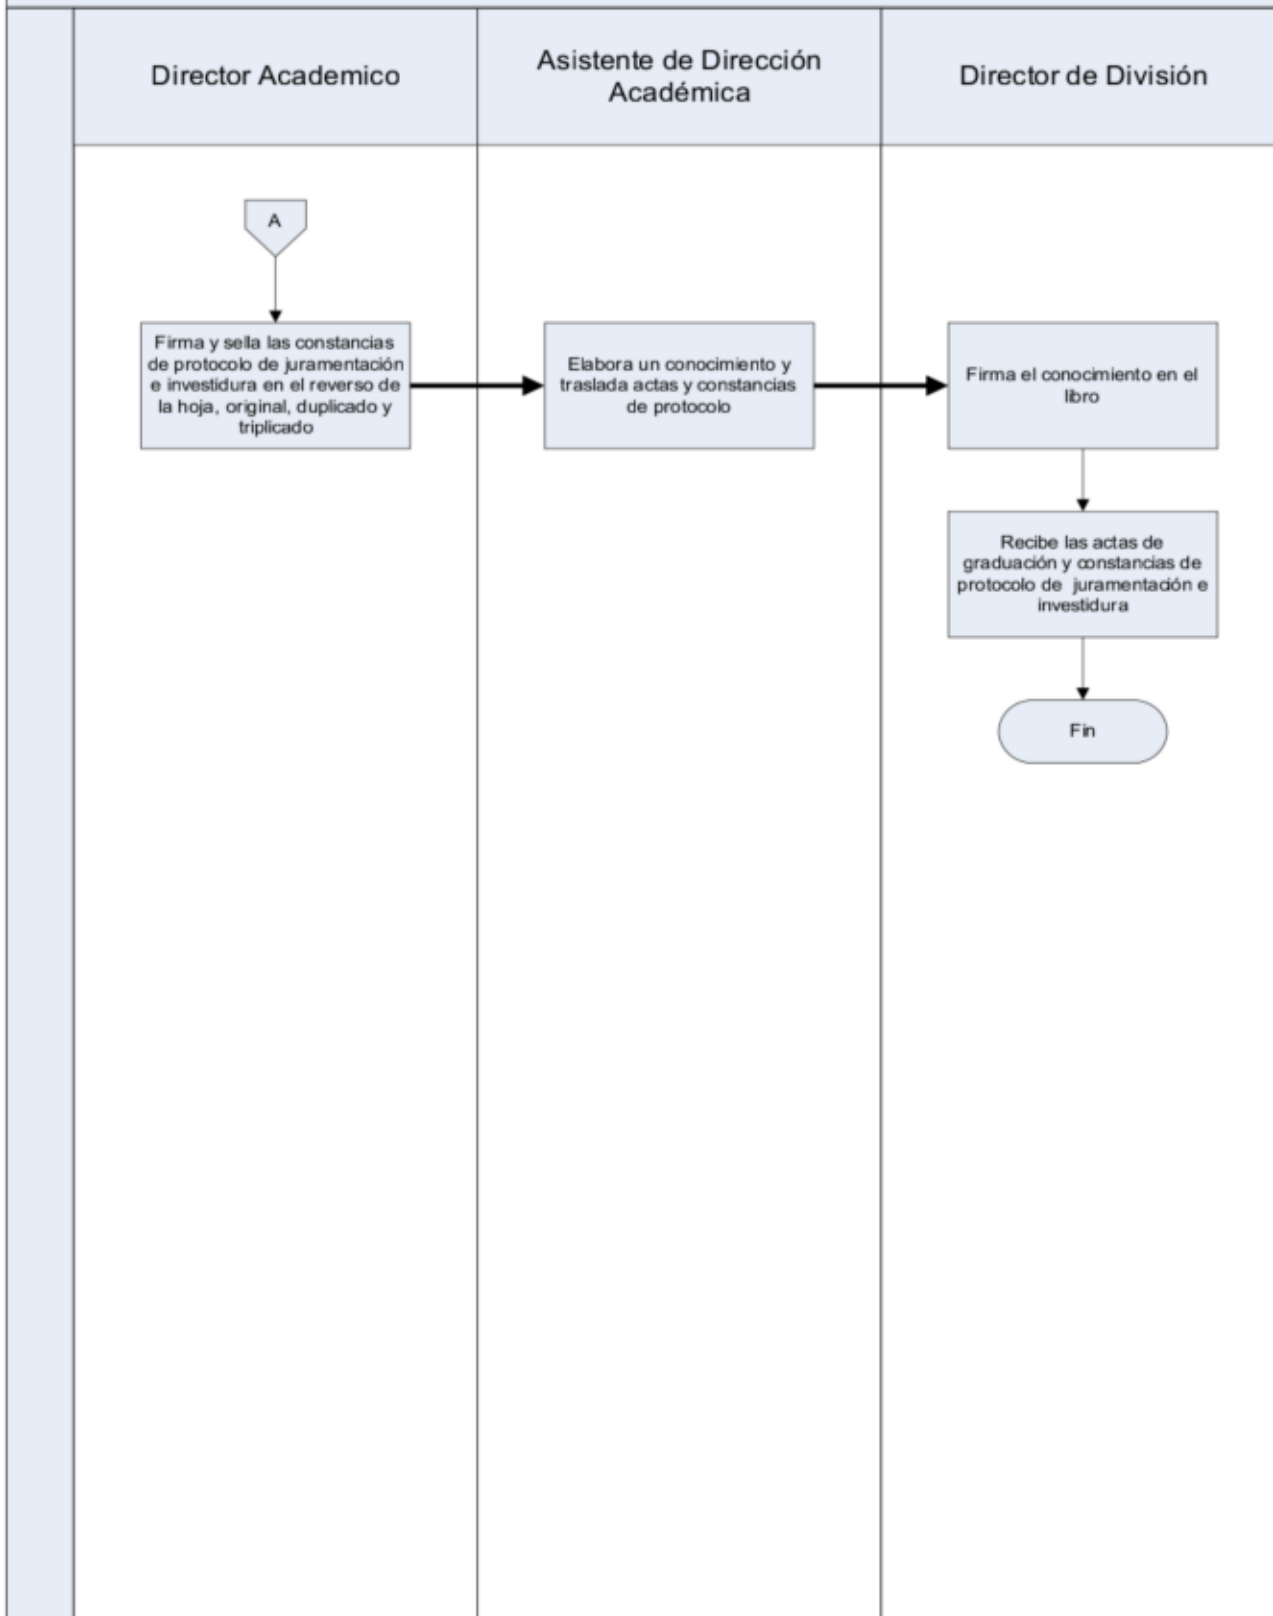 Director Academico
Asistente de Dirección
Académica
Director de División
A
Firma y sella las constancias
de protocolo de juramentación
e investidura en el reverso de
la hoja, original, duplicado y
triplicado
Elabora un conocimiento y
traslada actas y constancias
de protocolo
Firma el conocimiento en el
libro
Recibe las actas de
graduación y constancias de
protocolo de juramentación e
investidura
Fin